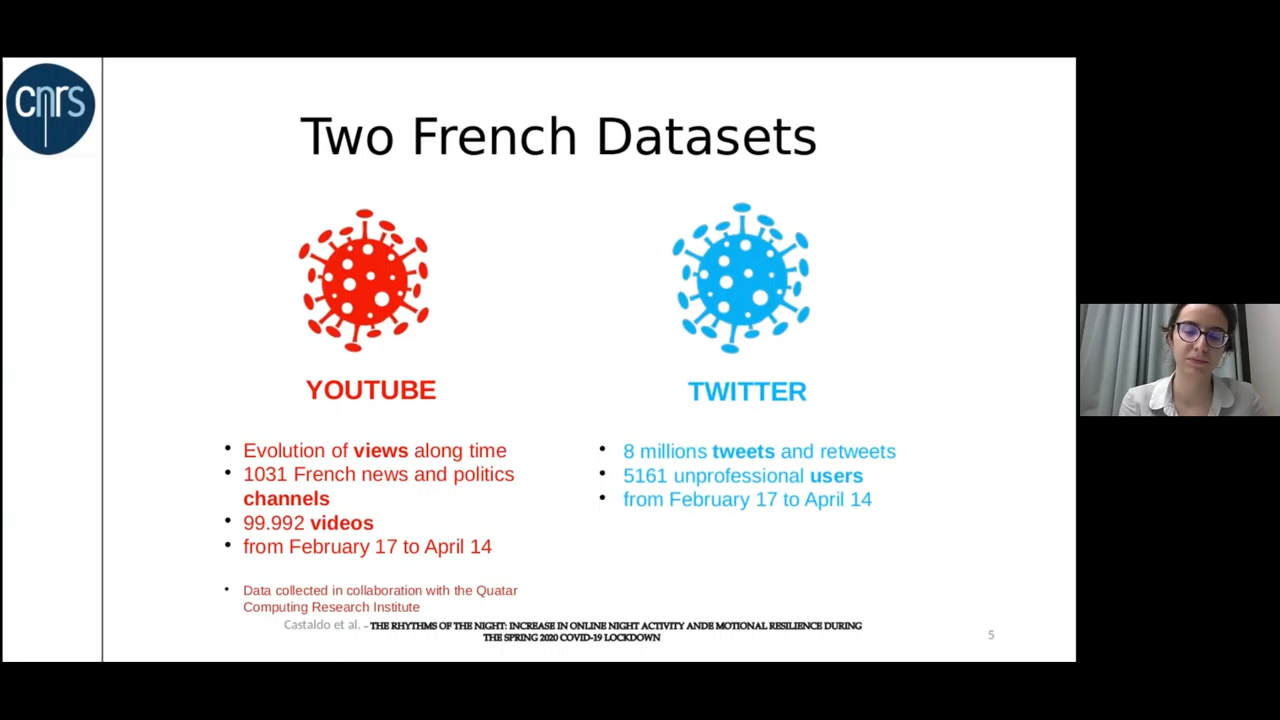 cnrs
Two French Datasets
YOUTUBE
Evolution of views along time
1031 French news and politics
channels
99.992 videos
from February 17 to April 14
Data collected in collaboration with the Quatar
Computing Research Institute
TWITTER
8 millions tweets and retweets
5161 unprofessional users
from February 17 to April 14
Castaldo et al. – THE RHYTHMS OF THE NIGHT: INCREASE IN ONLINE NIGHT ACTIVITY ANDE MOTIONAL RESILIENCE DURING
THE SPRING 2020 COVID-19 LOCKDOWN
5